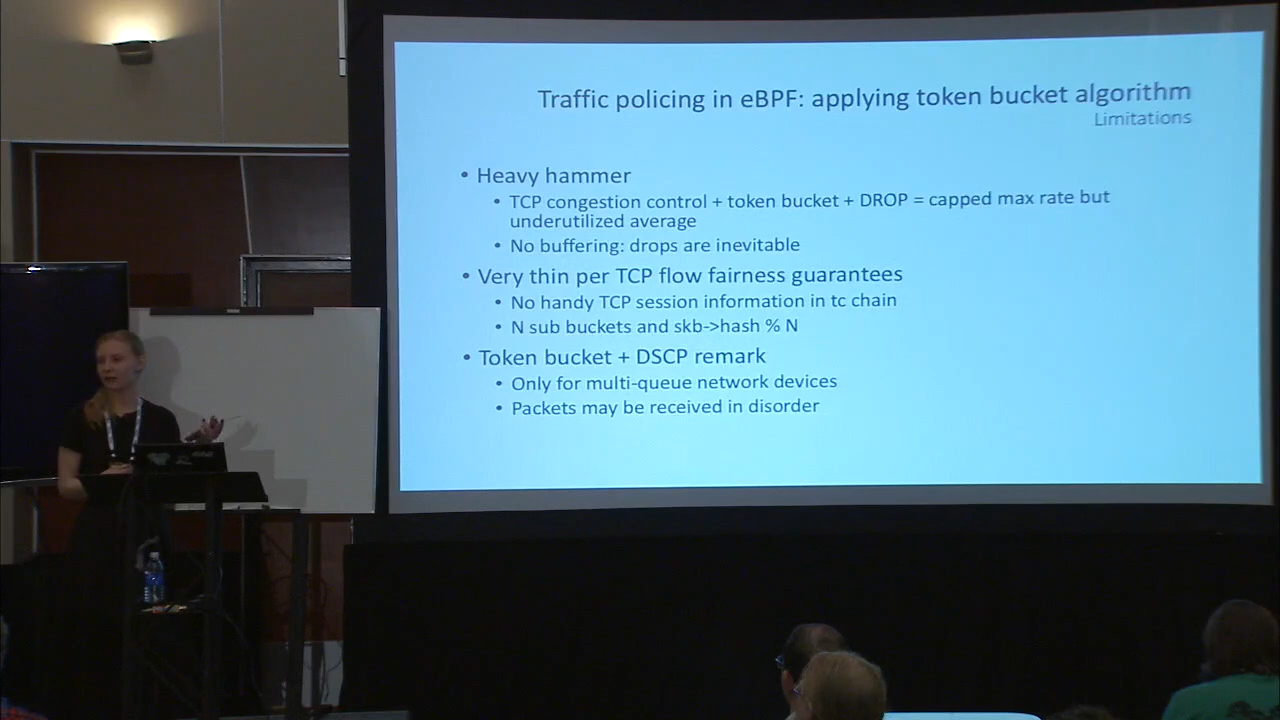 Traffic policing in eBPF: applying token bucket algorithm
Limitations
• Heavy hammer
• TCP congestion control + token bucket + DROP = capped max rate but
underutilized average
• No buffering: drops are inevitable
• Very thin per TCP flow fairness guarantees
• No handy TCP session information in tc chain
• N sub buckets and skb->hash % N
• Token bucket + DSCP remark
• Only for multi-queue network devices
• Packets may be received in disorder